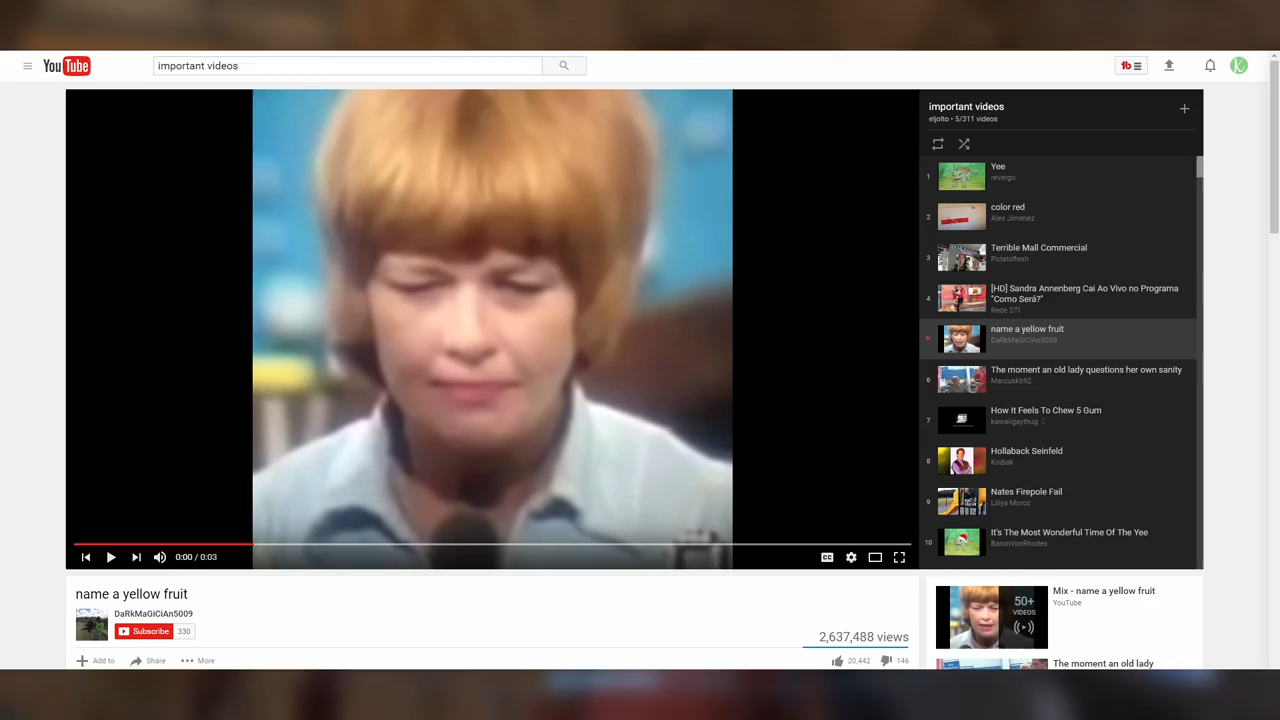 YouTube
important videos
important videos
eljolto • 5/311 videos
1
Yee
revergo
2
color red
Alex Jimenez
3
Terrible Mall Commercial
Potatoflesh
4
[HD] Sandra Annenberg Cai Ao Vivo no Programa
"Como Será?"
Rede STI
name a yellow fruit
DaRkMaGiCiAn5009
6
The moment an old lady questions her own sanity
Marcuskb92
7
How It Feels To Chew 5 Gum
kawaiigaythug
8
Hollaback Seinfeld
Kodiak
9
Nates Firepole Fail
Liliya Moroz
10
It's The Most Wonderful Time Of The Yee
BaronVonRhodes
0:00 / 0:03
CC
name a yellow fruit
DaRkMaGiCiAn5009
Subscribe 330
2,637,488 views
Add to Share More
20,442 146
50+
VIDEOS
Mix - name a yellow fruit
YouTube
The moment an old lady